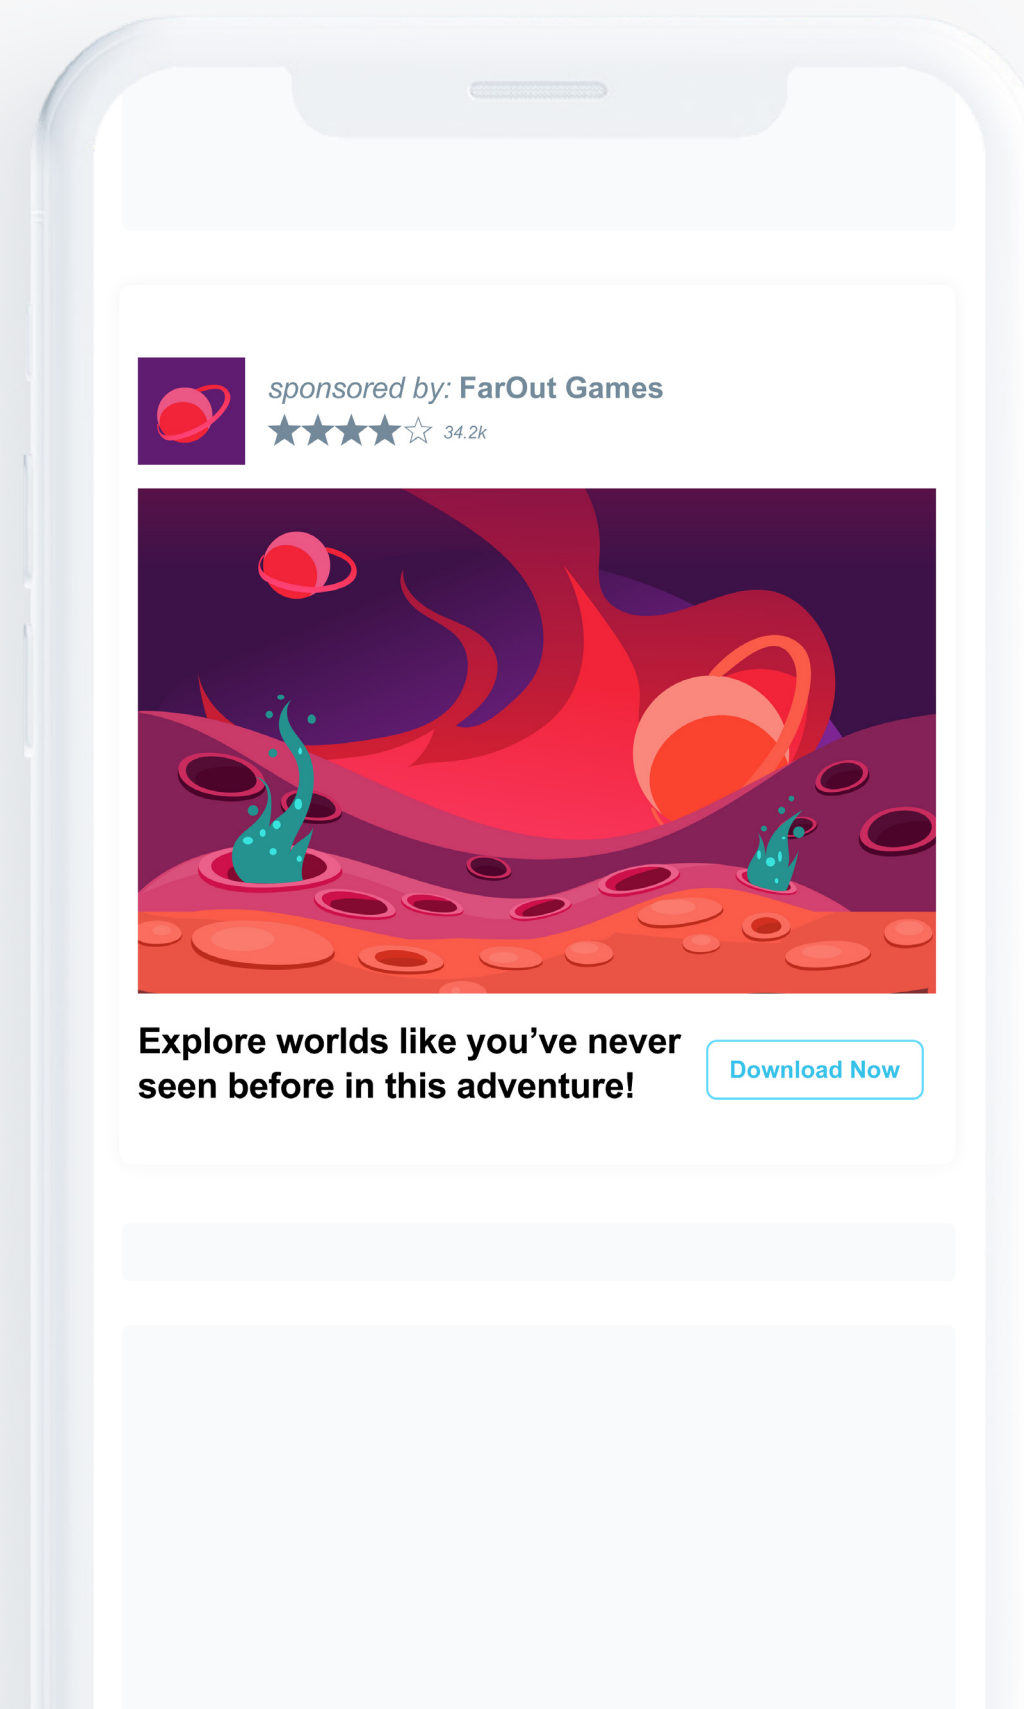 sponsored by: FarOut Games
34.2k
Explore worlds like you’ve never
seen before in this adventure!
Download Now